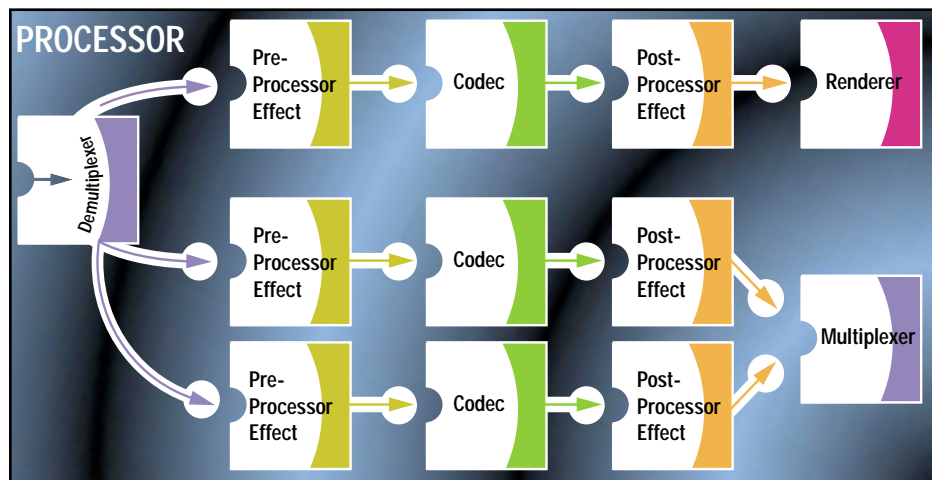 PROCESSOR
Pre-
Processor
Effect
Codec
Post-
Processor
Effect
Renderer
Demultiplexer
Pre-
Processor
Effect
Codec
Post-
Processor
Effect
Multiplexer
Pre-
Processor
Effect
Codec
Post-
Processor
Effect